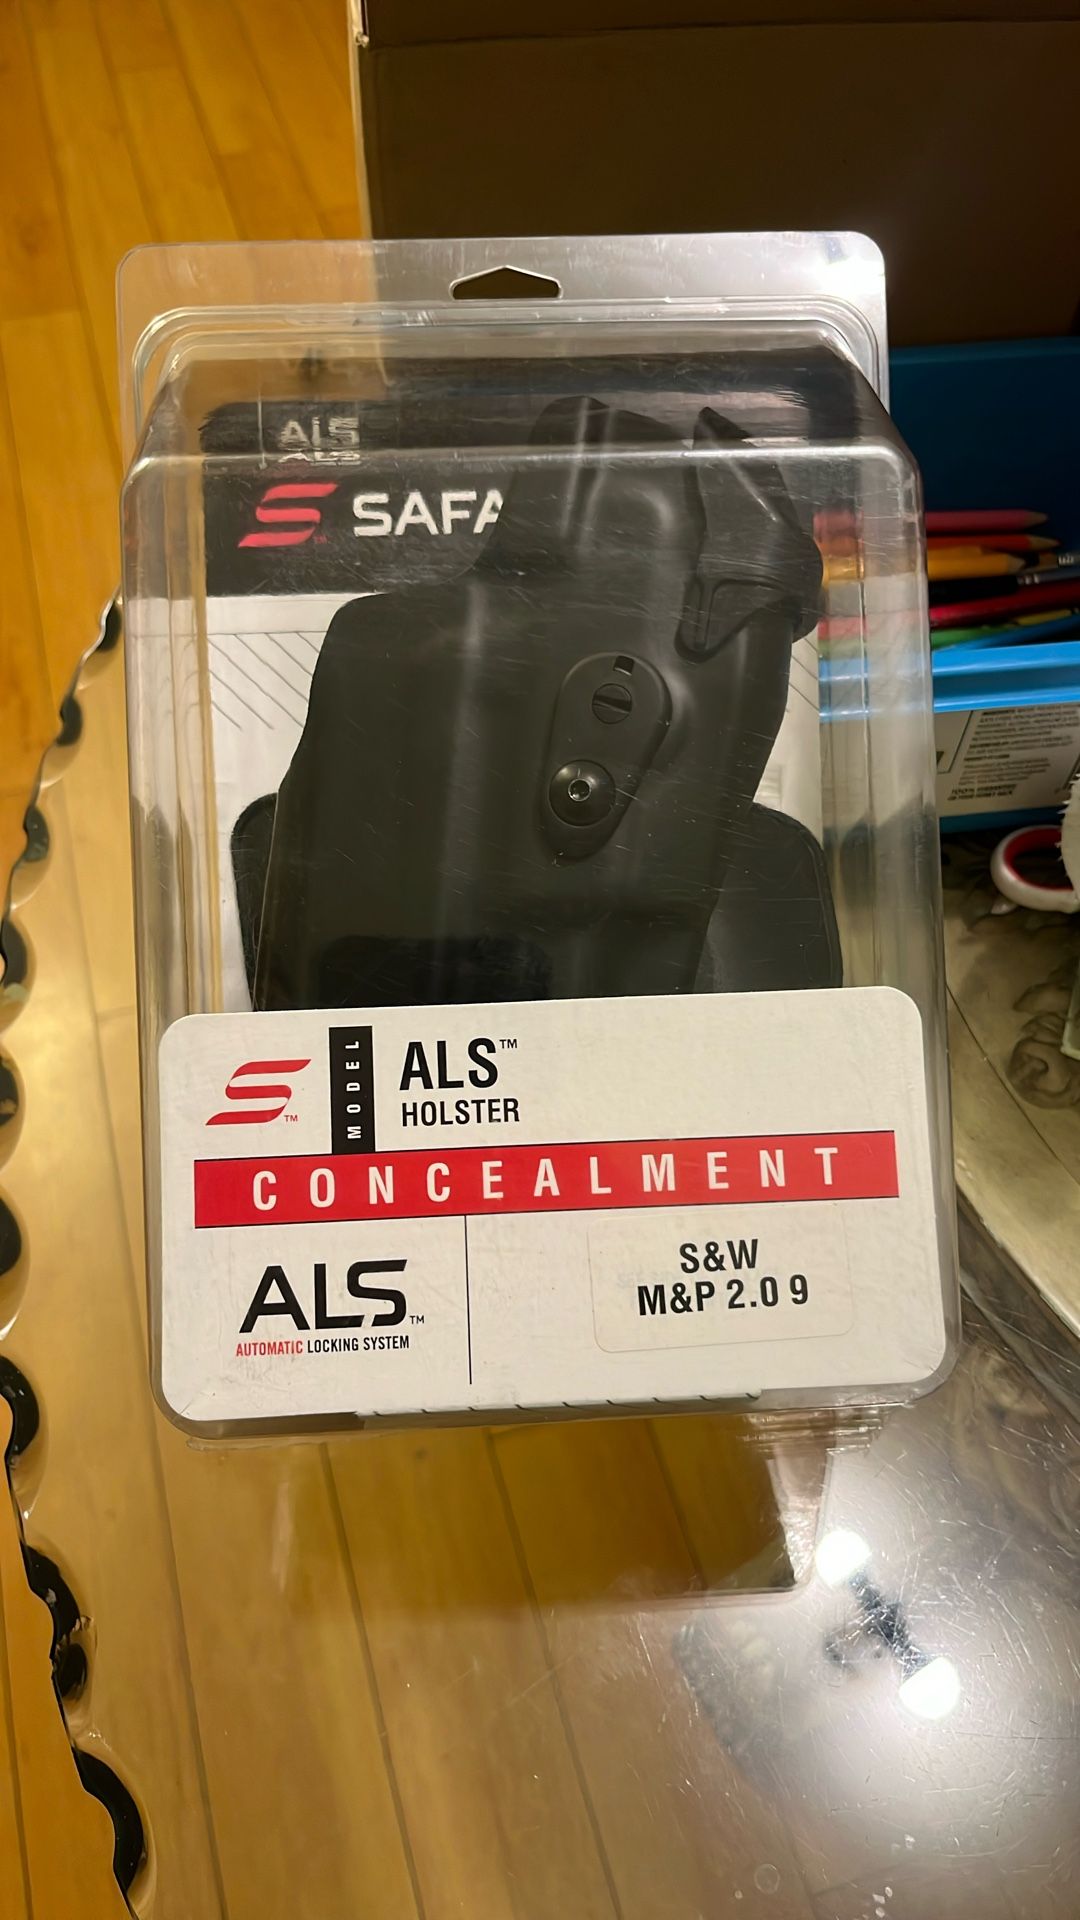 ALS
SAFA
MODEL
ALS™
HOLSTER
CONCEALMENT
ALS™
AUTOMATIC LOCKING SYSTEM
S&W
M&P 2.0 9